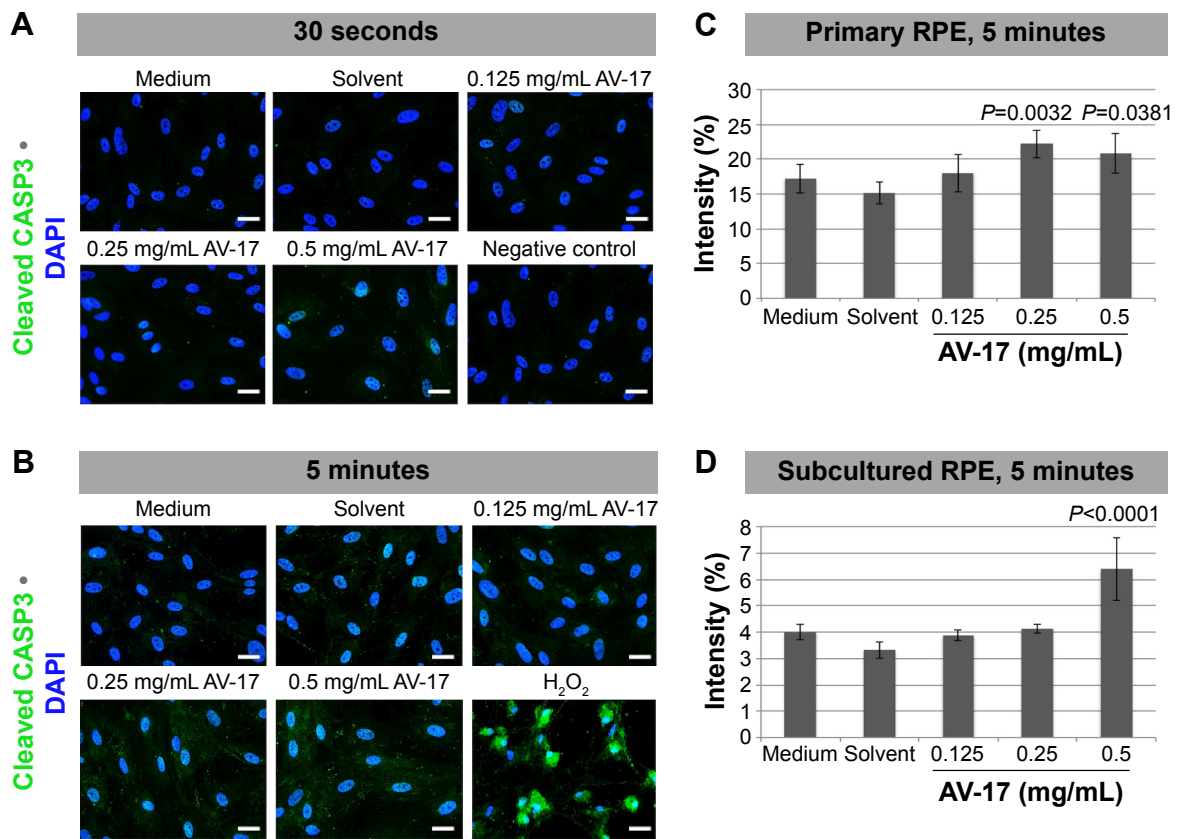 A
30 seconds
Medium
Solvent
0.125 mg/mL AV-17
0.25 mg/mL AV-17
0.5 mg/mL AV-17
Negative control
Cleaved CASP3 •
DAPI
B
5 minutes
Medium
Solvent
0.125 mg/mL AV-17
0.25 mg/mL AV-17
0.5 mg/mL AV-17
H₂O₂
Cleaved CASP3 •
DAPI
C
Primary RPE, 5 minutes
Intensity (%)
30
25
20
15
10
5
0
P=0.0032
P=0.0381
Medium
Solvent
0.125
0.25
0.5
AV-17 (mg/mL)
D
Subcultured RPE, 5 minutes
Intensity (%)
8
7
6
5
4
3
2
1
0
P<0.0001
Medium
Solvent
0.125
0.25
0.5
AV-17 (mg/mL)